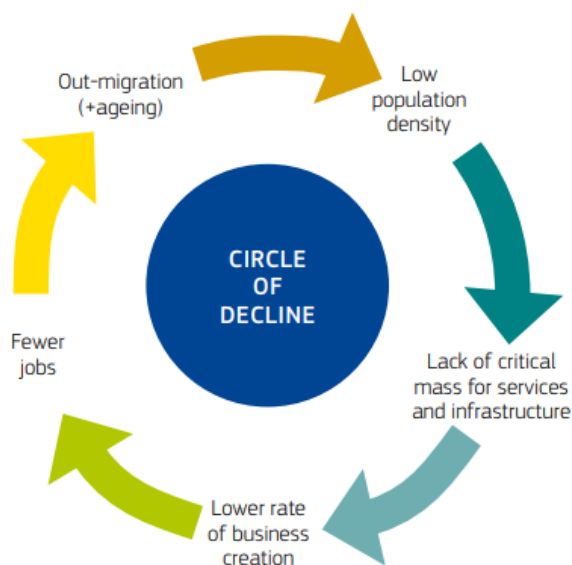 Out-migration
(+ageing)
Low
population
density
CIRCLE
OF
DECLINE
Fewer
jobs
Lack of critical
mass for services
and infrastructure
Lower rate
of business
creation